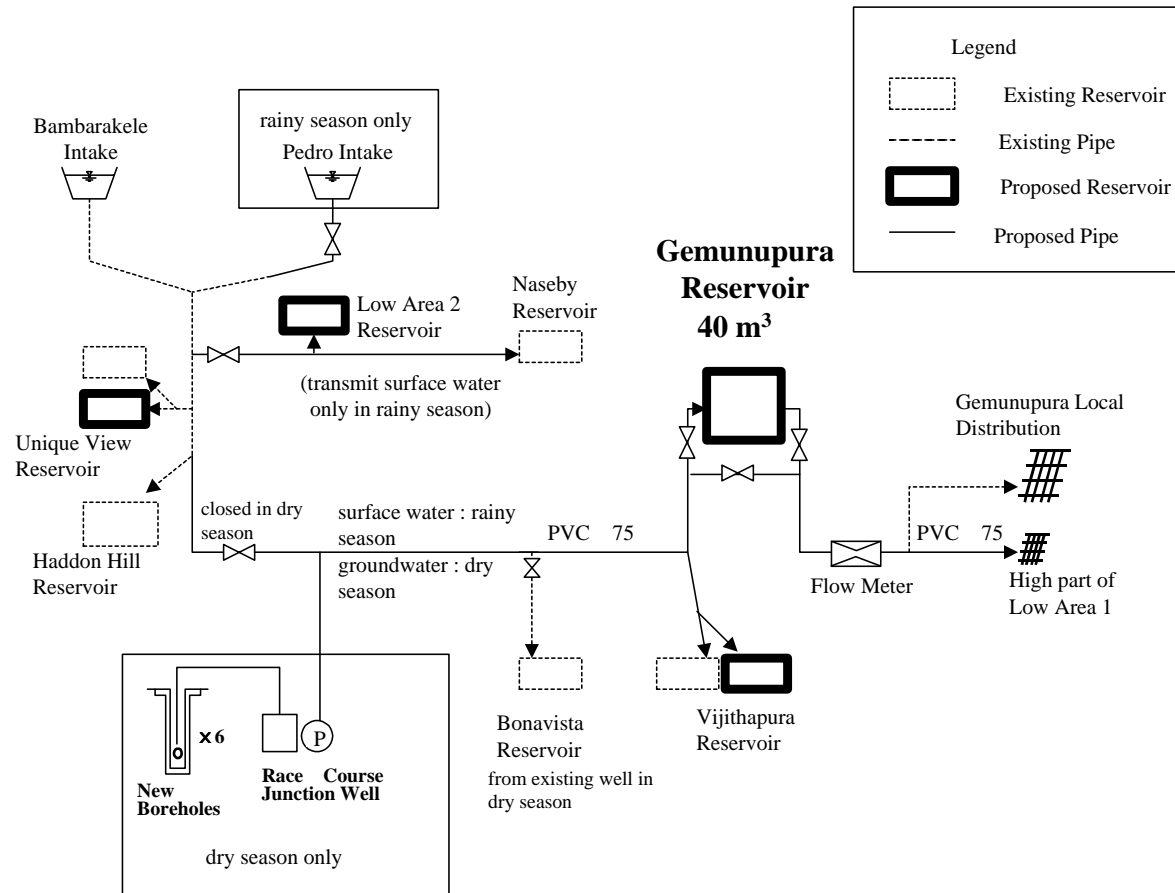 Legend
Existing Reservoir
Existing Pipe
Proposed Reservoir
Proposed Pipe
Bambarakele
Intake
rainy season only
Pedro Intake
Low Area 2
Reservoir
Naseby
Reservoir
(transmit surface water
only in rainy season)
Gemunupura
Reservoir
40 m³
Unique View
Reservoir
Haddon Hill
Reservoir
closed in dry
season
surface water : rainy
season
groundwater : dry
season
PVC 75
Gemunupura Local
Distribution
PVC 75
Flow Meter
High part of
Low Area 1
Bonavista
Reservoir
from existing well in
dry season
Vijithapura
Reservoir
x 6
P
New
Boreholes
Race Course
Junction Well
dry season only